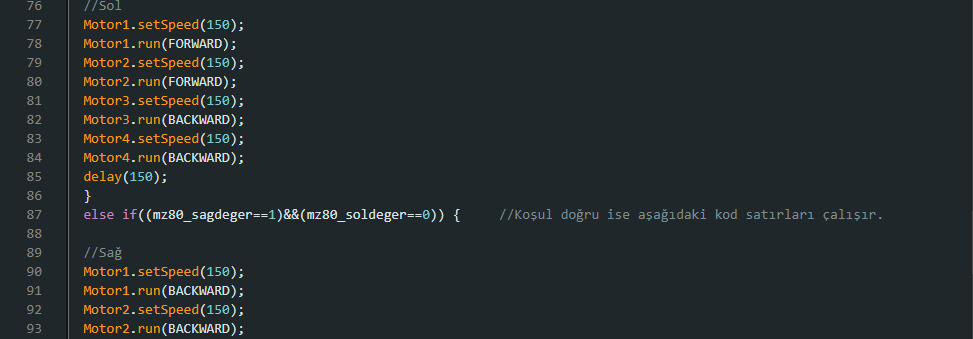 76 //Sol
77 Motor1.setSpeed(150);
78 Motor1.run(FORWARD);
79 Motor2.setSpeed(150);
80 Motor2.run(FORWARD);
81 Motor3.setSpeed(150);
82 Motor3.run(BACKWARD);
83 Motor4.setSpeed(150);
84 Motor4.run(BACKWARD);
85 delay(150);
86 }
87 else if((mz80_sagdeger==1)&&(mz80_soldeger==0)) { //Koşul doğru ise aşağıdaki kod satırları çalışır.
88
89 //Sağ
90 Motor1.setSpeed(150);
91 Motor1.run(BACKWARD);
92 Motor2.setSpeed(150);
93 Motor2.run(BACKWARD);